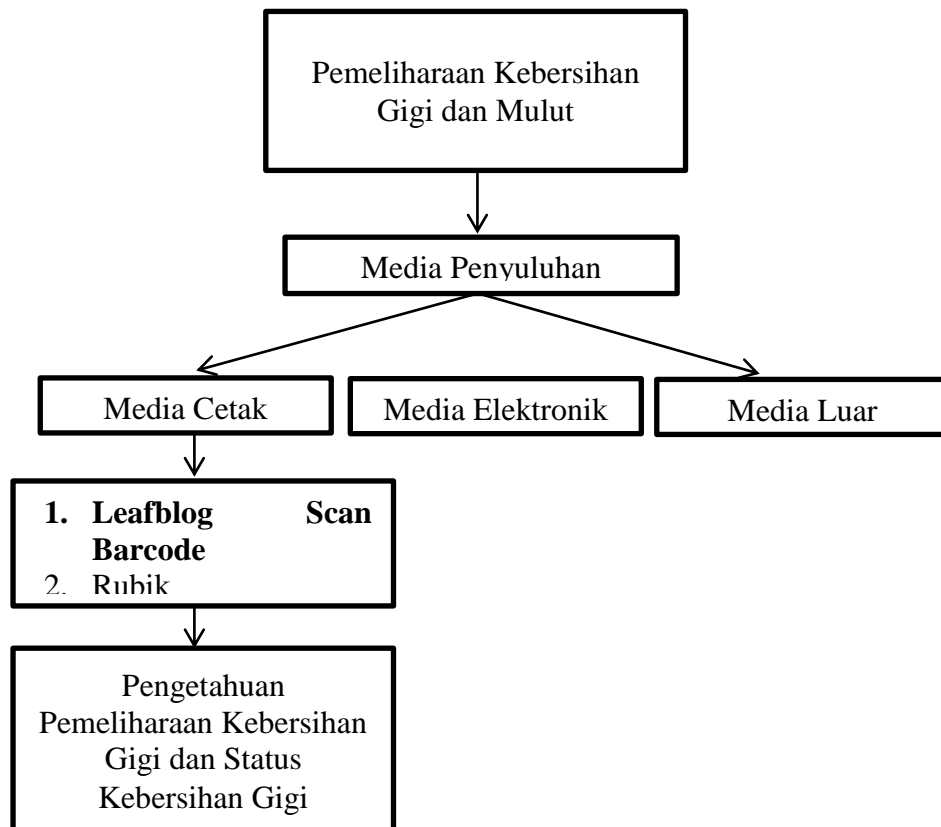 Pemeliharaan Kebersihan
Gigi dan Mulut
Media Penyuluhan
Media Cetak
Media Elektronik
Media Luar
1. Leafblog Scan
Barcode
2. Rubik
Pengetahuan
Pemeliharaan Kebersihan
Gigi dan Status
Kebersihan Gigi